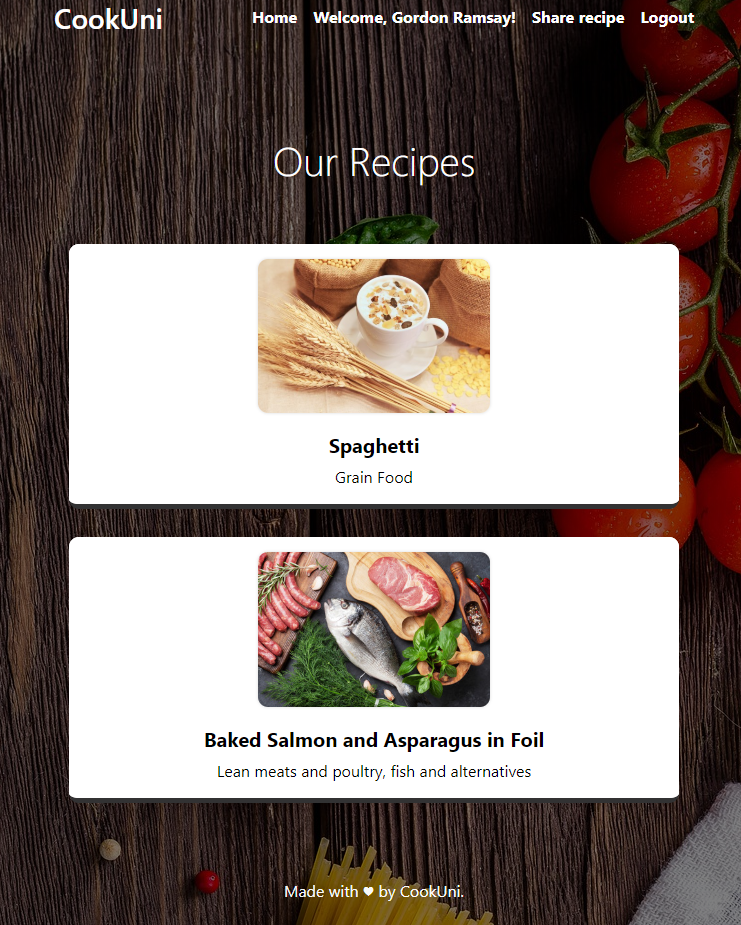 CookUni
Home Welcome, Gordon Ramsay! Share recipe Logout
Our Recipes
Spaghetti
Grain Food
Baked Salmon and Asparagus in Foil
Lean meats and poultry, fish and alternatives
Made with ♥ by CookUni.